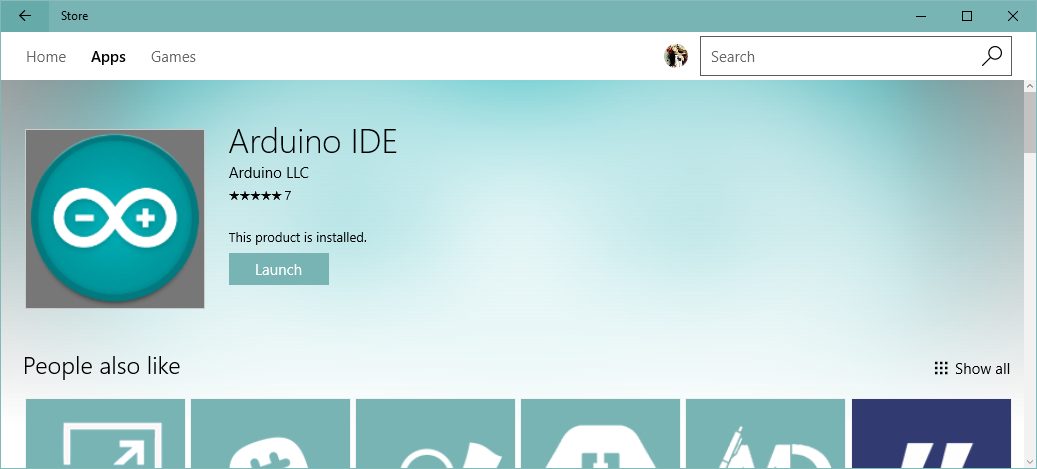 Store
Home Apps Games
Search
Arduino IDE
Arduino LLC
★★★★★ 7
This product is installed.
Launch
People also like
Show all